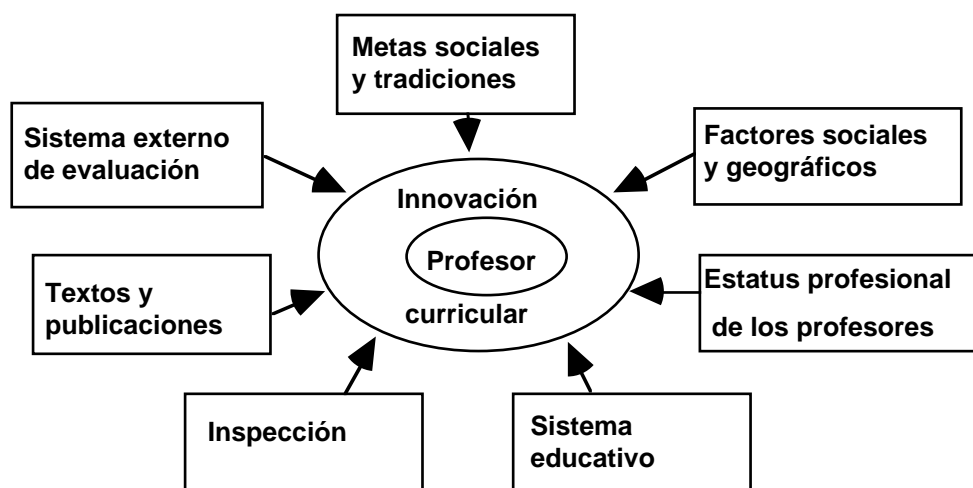 Metas sociales
y tradiciones
Sistema externo
de evaluación
Factores sociales
y geográficos
Innovación
Profesor
curricular
Textos y
publicaciones
Estatus profesional
de los profesores
Inspección
Sistema
educativo